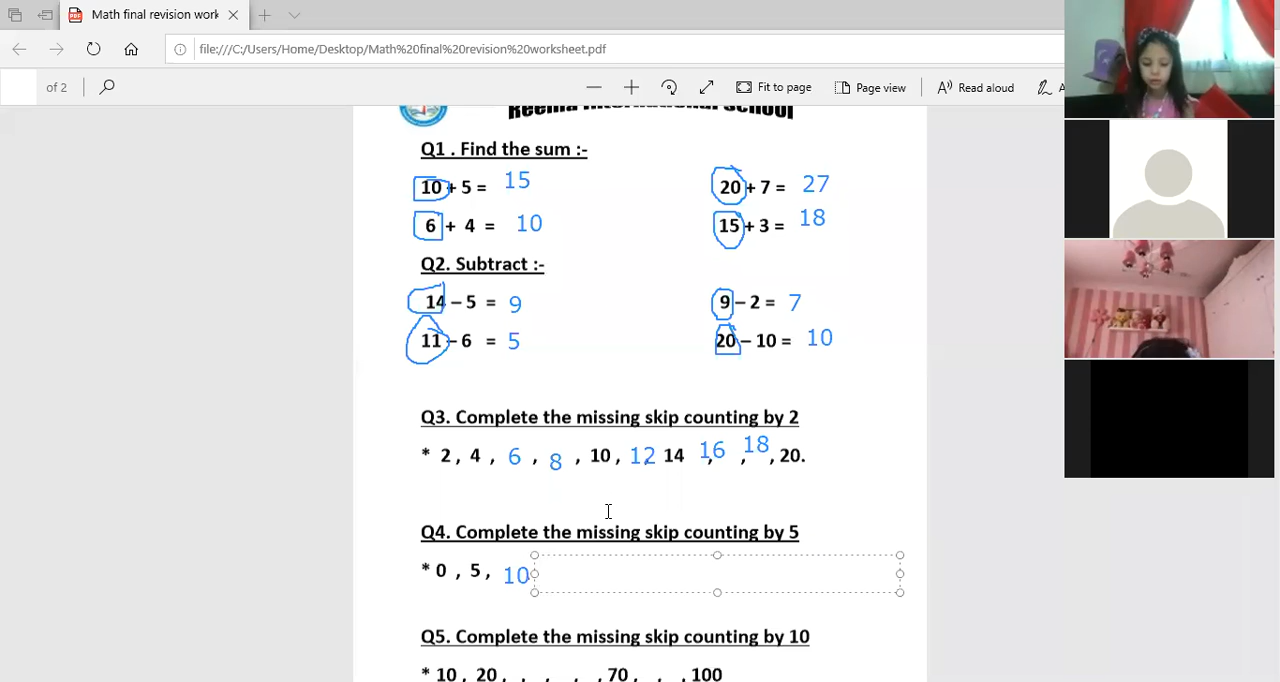 Math final revision work
file:///C:/Users/Home/Desktop/Math%20final%20revision%20worksheet.pdf
of 2
Fit to page
Page view
Read aloud
Reema International School
Q1 . Find the sum :-
10 + 5 = 15
20 + 7 = 27
6 + 4 = 10
15 + 3 = 18
Q2. Subtract :-
14 – 5 = 9
9 – 2 = 7
11 – 6 = 5
20 – 10 = 10
Q3. Complete the missing skip counting by 2
* 2 , 4 , 6 , 8 , 10 , 12 , 14 , 16 , 18 , 20.
Q4. Complete the missing skip counting by 5
* 0 , 5 , 10
Q5. Complete the missing skip counting by 10
* 10 , 20 , , , , , 70 , , , 100